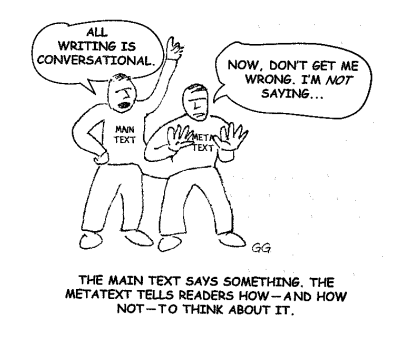 ALL
WRITING IS
CONVERSATIONAL.
NOW, DON'T GET ME
WRONG. I'M NOT
SAYING...
MAIN
TEXT
META
TEXT
GG
THE MAIN TEXT SAYS SOMETHING. THE
METATEXT TELLS READERS HOW—AND HOW
NOT—TO THINK ABOUT IT.